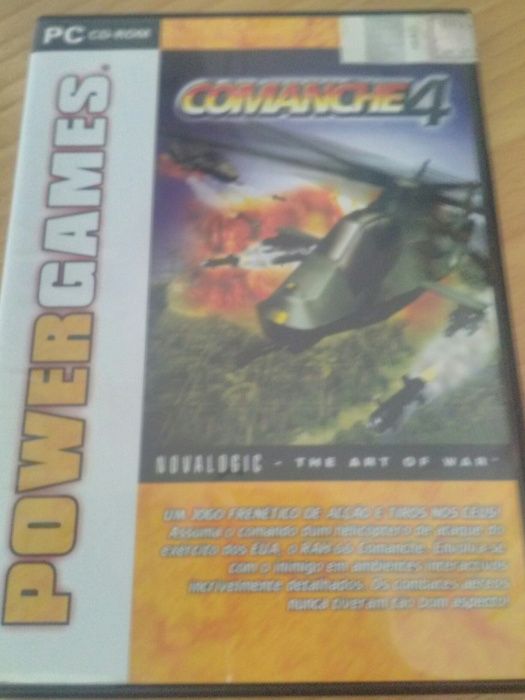 PC CD-ROM
POWERGAMES
COMANCHE 4
NOVALOGIC - THE ART OF WAR
UM JOGO FRENÉTICO DE ACÇÃO E TIROS NOS CÉUS!
Assuma o comando dum helicóptero de ataque do
exército dos EUA, o RAH-66 Comanche. Envolva-se
com o inimigo em ambientes interactivos
incrivelmente detalhados. Os combates aéreos
nunca tiveram tão bom aspecto!